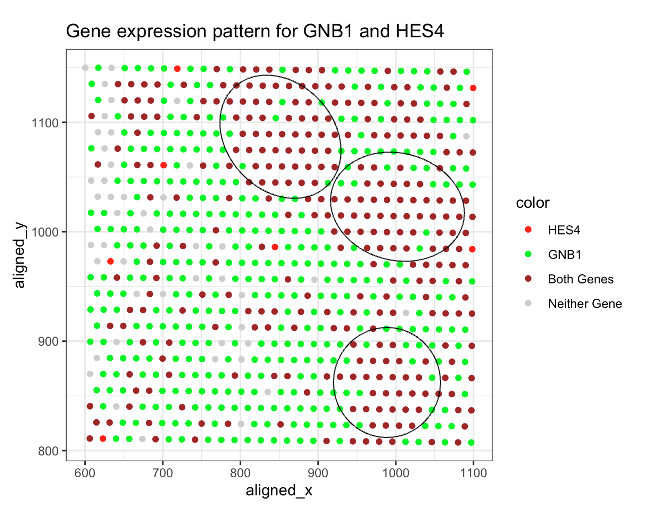 Gene expression pattern for GNB1 and HES4
aligned_y
1100
1000
900
800
600
700
800
900
1000
1100
aligned_x
color
HES4
GNB1
Both Genes
Neither Gene